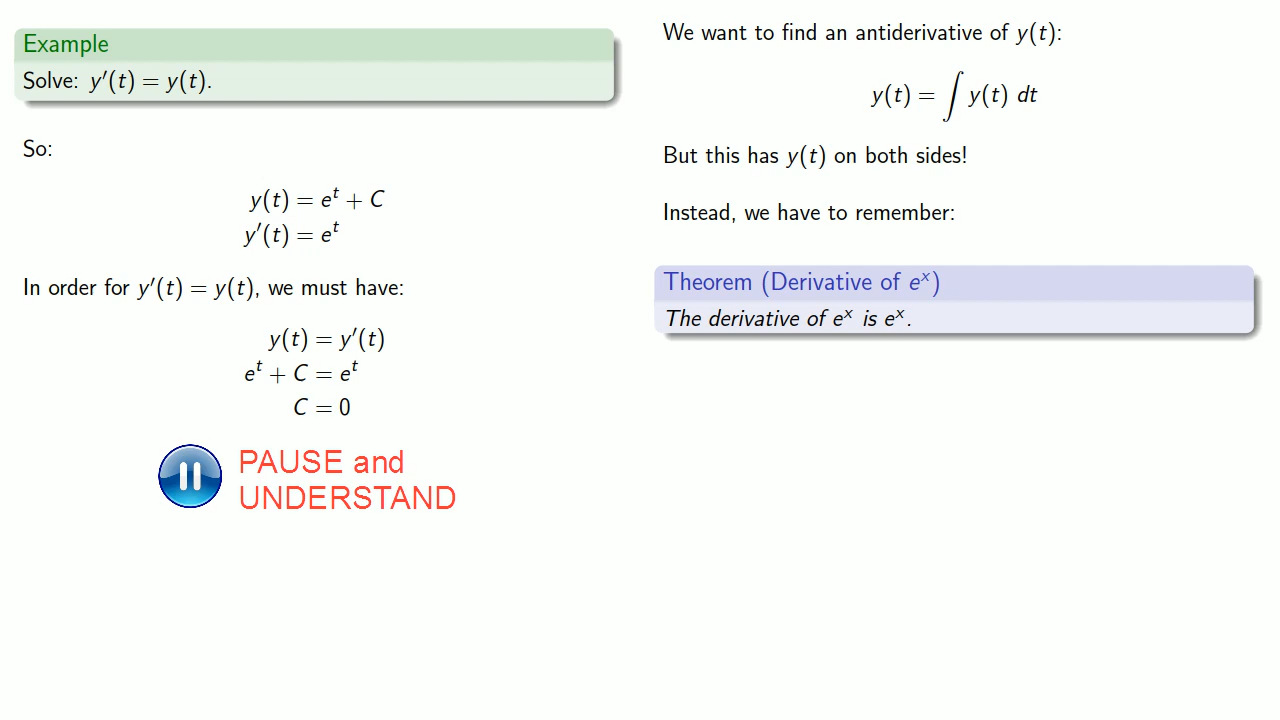 Example
Solve: y′(t) = y(t).
So:
y(t) = e^t + C
y′(t) = e^t
In order for y′(t) = y(t), we must have:
y(t) = y′(t)
e^t + C = e^t
C = 0
PAUSE and
UNDERSTAND
We want to find an antiderivative of y(t):
y(t) = ∫ y(t) dt
But this has y(t) on both sides!
Instead, we have to remember:
Theorem (Derivative of e^x)
The derivative of e^x is e^x.